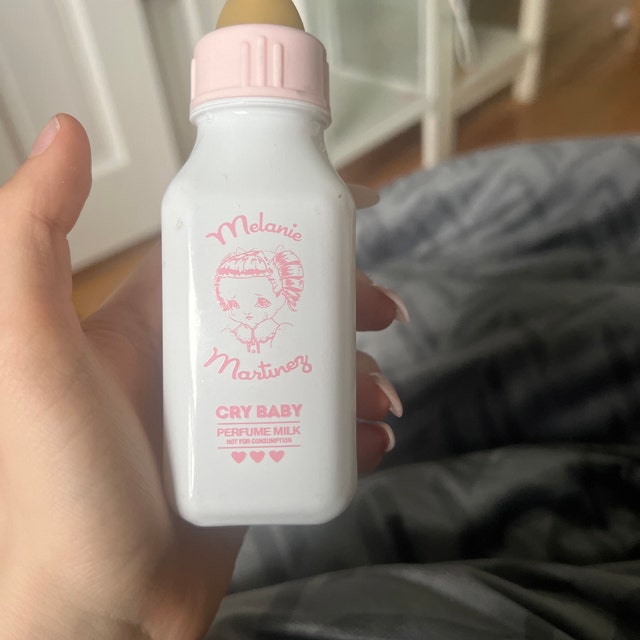 Melanie
Martinez
CRY BABY
PERFUME MILK
NOT FOR CONSUMPTION